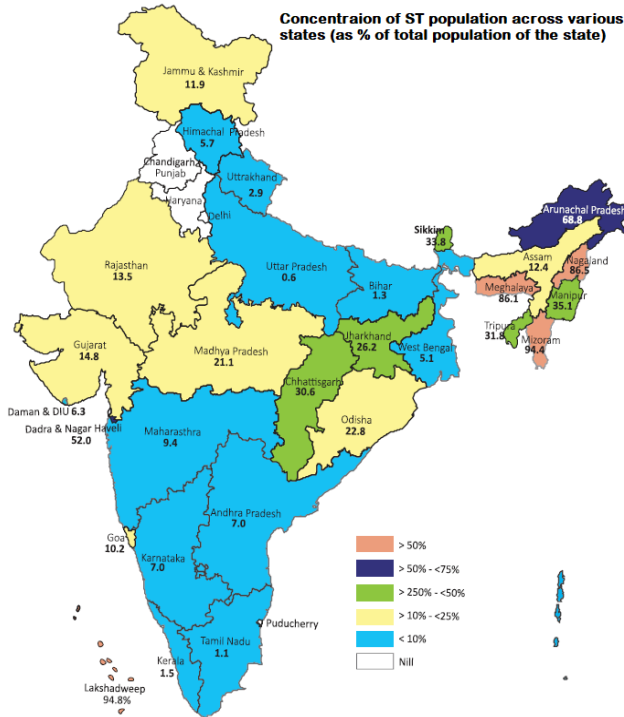 Concentraion of ST population across various
states (as % of total population of the state)
Jammu & Kashmir
11.9
Himachal Pradesh
5.7
Chandigarh
Punjab
Uttrakhand
2.9
Haryana
Delhi
Arunachal Pradesh
68.8
Sikkim
33.8
Rajasthan
13.5
Uttar Pradesh
0.6
Bihar
1.3
Assam
12.4
Nagaland
86.5
Meghalaya
86.1
Manipur
35.1
Tripura
31.8
Mizoram
94.4
Gujarat
14.8
Madhya Pradesh
21.1
Jharkhand
26.2
West Bengal
5.1
Chhattisgarh
30.6
Odisha
22.8
Daman & DIU 6.3
Dadra & Nagar Haveli
52.0
Maharasthra
9.4
Andhra Pradesh
7.0
Goa
10.2
Karnataka
7.0
Puducherry
Tamil Nadu
1.1
Kerala
1.5
Lakshadweep
94.8%
> 50%
> 50% - <75%
> 250% - <50%
> 10% - <25%
< 10%
Nill